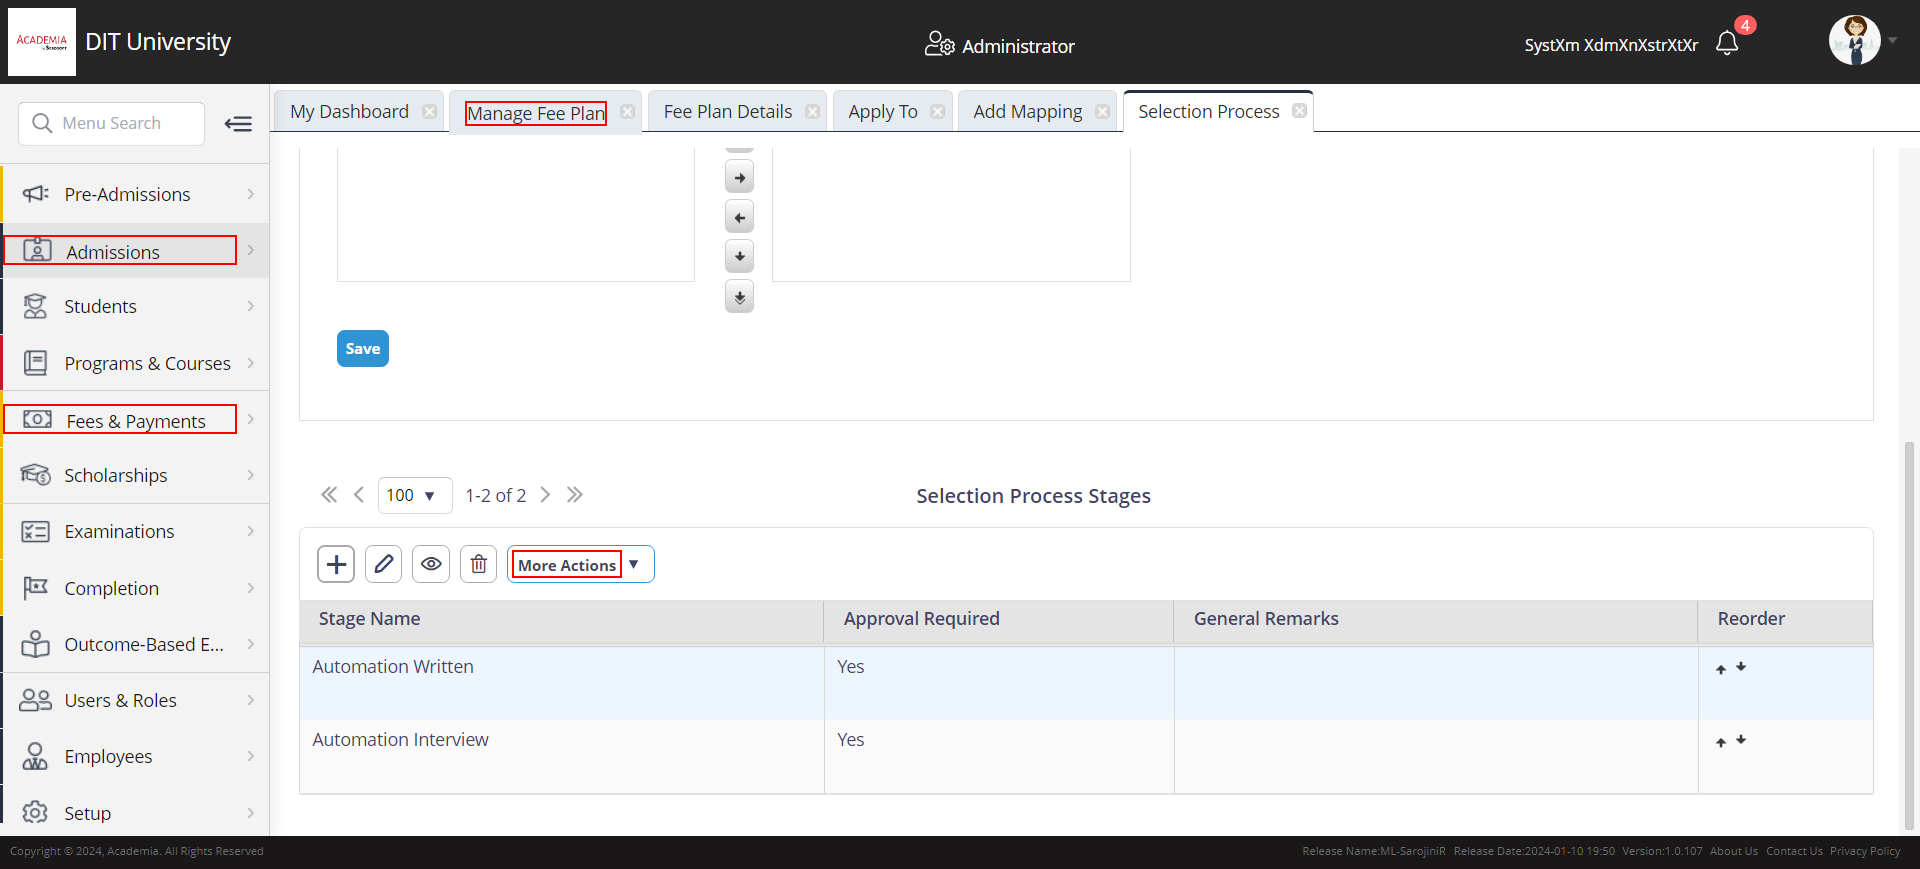 ACADEMIA
by SEROSOFT
DIT University
Administrator
SystXm XdmXnXstrXtXr
4
Menu Search
My Dashboard
Manage Fee Plan
Fee Plan Details
Apply To
Add Mapping
Selection Process
Pre-Admissions
Admissions
Students
Programs & Courses
Fees & Payments
Scholarships
Examinations
Completion
Outcome-Based E...
Users & Roles
Employees
Setup
Save
100
1-2 of 2
Selection Process Stages
More Actions
Stage Name Approval Required General Remarks Reorder
Automation Written Yes
Automation Interview Yes
Copyright © 2024, Academia. All Rights Reserved
Release Name:ML-SarojiniR Release Date:2024-01-10 19:50 Version:1.0.107 About Us Contact Us Privacy Policy